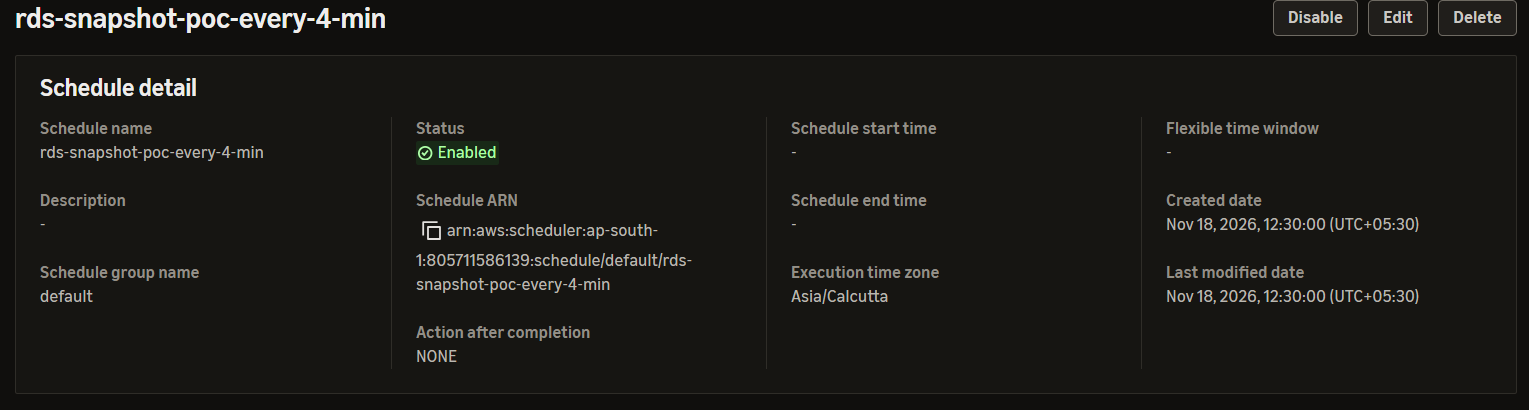 rds-snapshot-poc-every-4-min
Disable
Edit
Delete
Schedule detail
Schedule name
rds-snapshot-poc-every-4-min
Description
-
Schedule group name
default
Status
Enabled
Schedule ARN
arn:aws:scheduler:ap-south-
1:805711586139:schedule/default/rds-
snapshot-poc-every-4-min
Action after completion
NONE
Schedule start time
-
Schedule end time
-
Execution time zone
Asia/Calcutta
Flexible time window
-
Created date
Nov 18, 2026, 12:30:00 (UTC+05:30)
Last modified date
Nov 18, 2026, 12:30:00 (UTC+05:30)